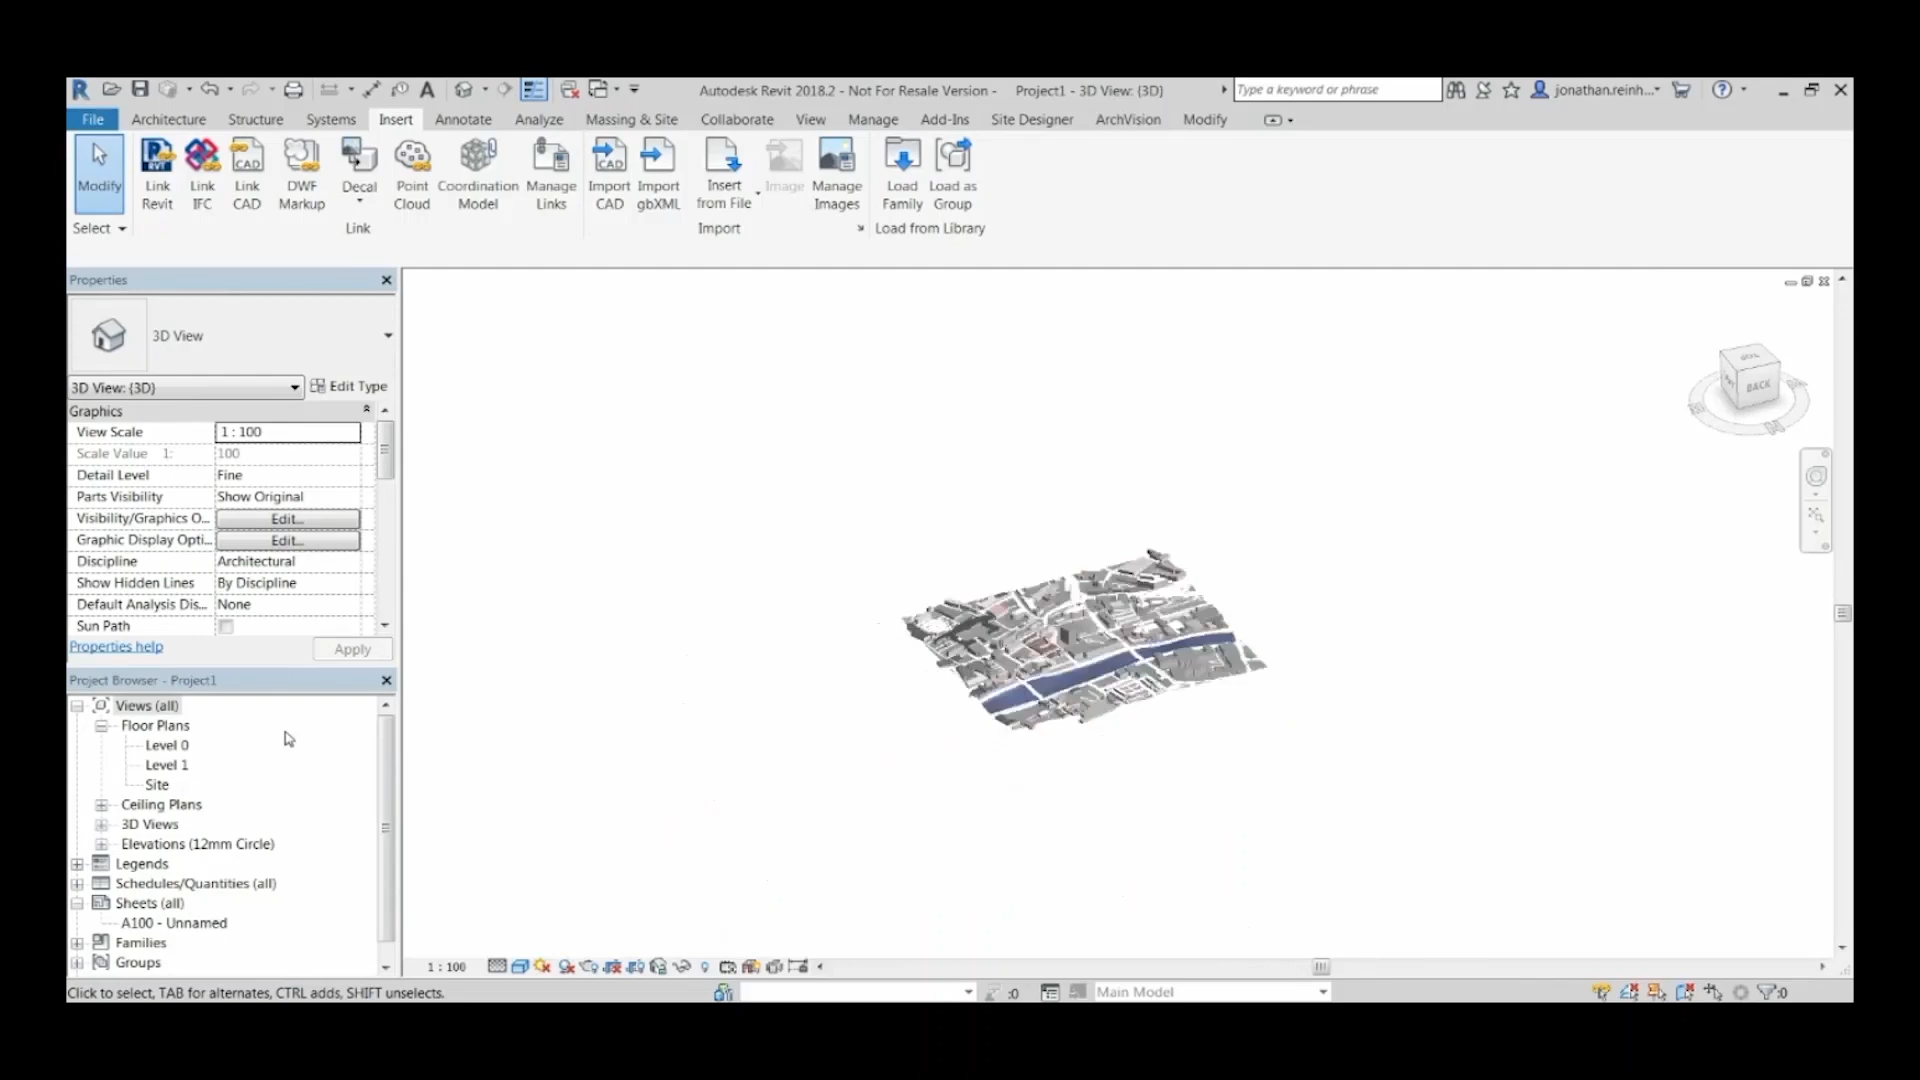 Autodesk Revit 2018.2 - Not For Resale Version - Project1 - 3D View: {3D}
Type a keyword or phrase
jonathan.reinh...
File Architecture Structure Systems Insert Annotate Analyze Massing & Site Collaborate View Manage Add-Ins Site Designer ArchVision Modify
Modify Link Revit Link IFC Link CAD DWF Markup Decal Point Cloud Coordination Model Manage Links Import CAD Import gbXML Insert from File Image Manage Images Load Family Load as Group
Select Link Import Load from Library
Properties
3D View
3D View: {3D} Edit Type
Graphics
View Scale 1 : 100
Scale Value 1: 100
Detail Level Fine
Parts Visibility Show Original
Visibility/Graphics O... Edit...
Graphic Display Opti... Edit...
Discipline Architectural
Show Hidden Lines By Discipline
Default Analysis Dis... None
Sun Path
Properties help Apply
Project Browser - Project1
Views (all)
Floor Plans
Level 0
Level 1
Site
Ceiling Plans
3D Views
Elevations (12mm Circle)
Legends
Schedules/Quantities (all)
Sheets (all)
A100 - Unnamed
Families
Groups
TOP
BACK
1 : 100
Click to select, TAB for alternates, CTRL adds, SHIFT unselects.
:0
Main Model
:0